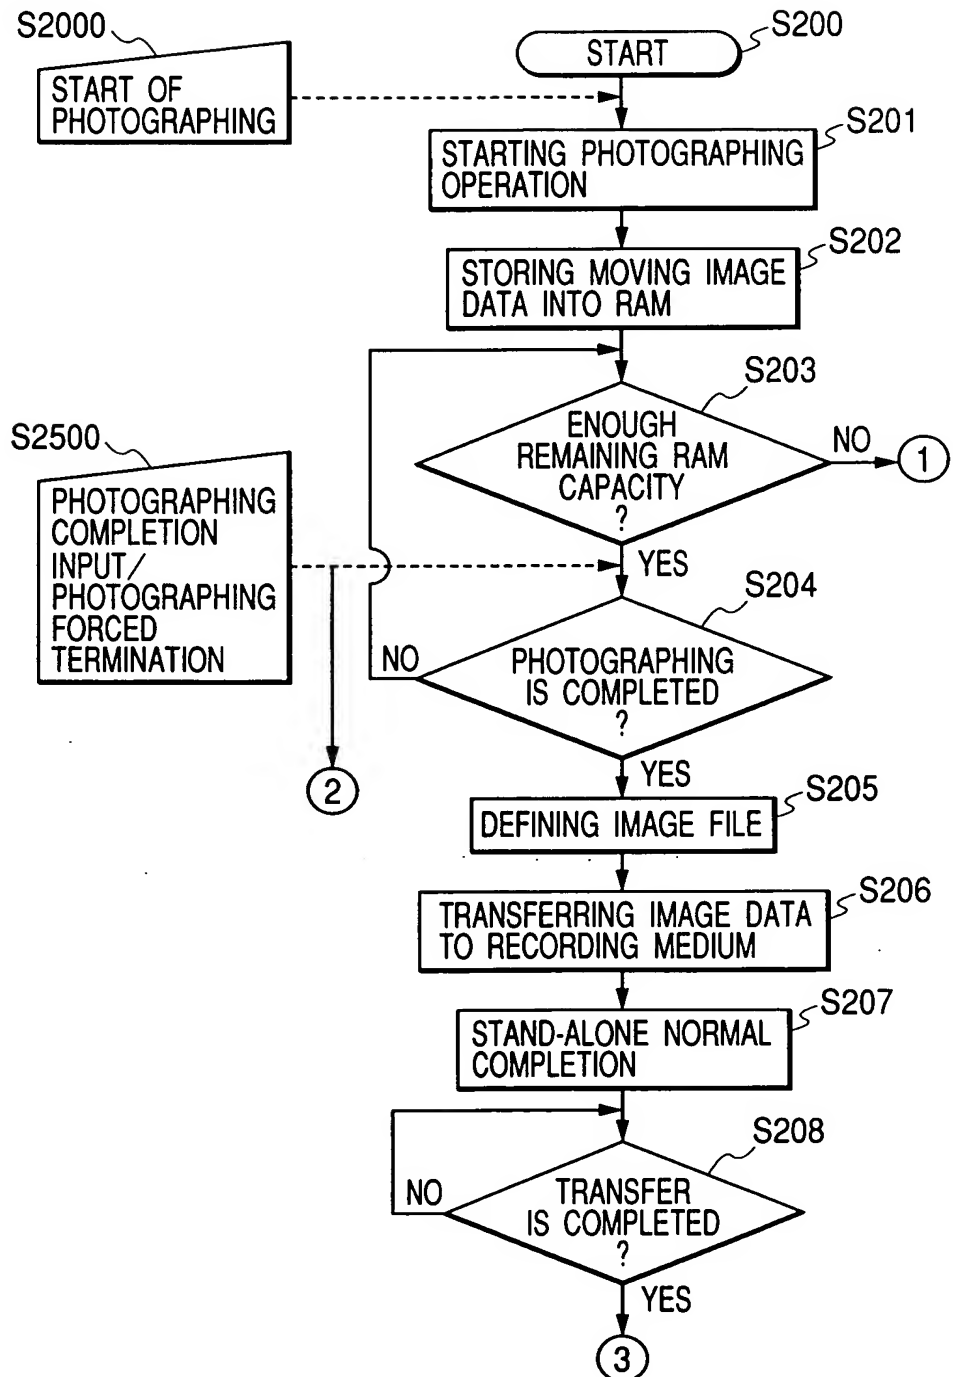 S2000
START OF
PHOTOGRAPHING
S200
START
S201
STARTING PHOTOGRAPHING
OPERATION
S202
STORING MOVING IMAGE
DATA INTO RAM
S203
ENOUGH
REMAINING RAM
CAPACITY
?
NO
1
YES
S2500
PHOTOGRAPHING
COMPLETION
INPUT/
PHOTOGRAPHING
FORCED
TERMINATION
2
S204
PHOTOGRAPHING
IS COMPLETED
?
NO
YES
S205
DEFINING IMAGE FILE
S206
TRANSFERRING IMAGE DATA
TO RECORDING MEDIUM
S207
STAND-ALONE NORMAL
COMPLETION
S208
TRANSFER
IS COMPLETED
?
NO
YES
3